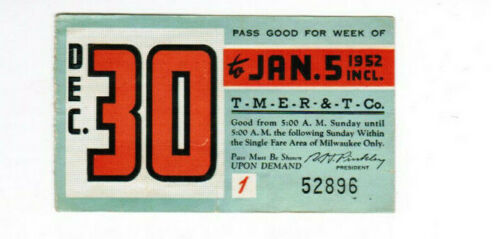 DEC.
30
PASS GOOD FOR WEEK OF
to JAN. 5 1952 INCL.
T-M-E-R-&-T-Co.
Good from 5:00 A. M. Sunday until
5:00 A. M. the following Sunday Within
the Single Fare Area of Milwaukee Only.
Pass Must Be Shown
UPON DEMAND
PRESIDENT
1
52896